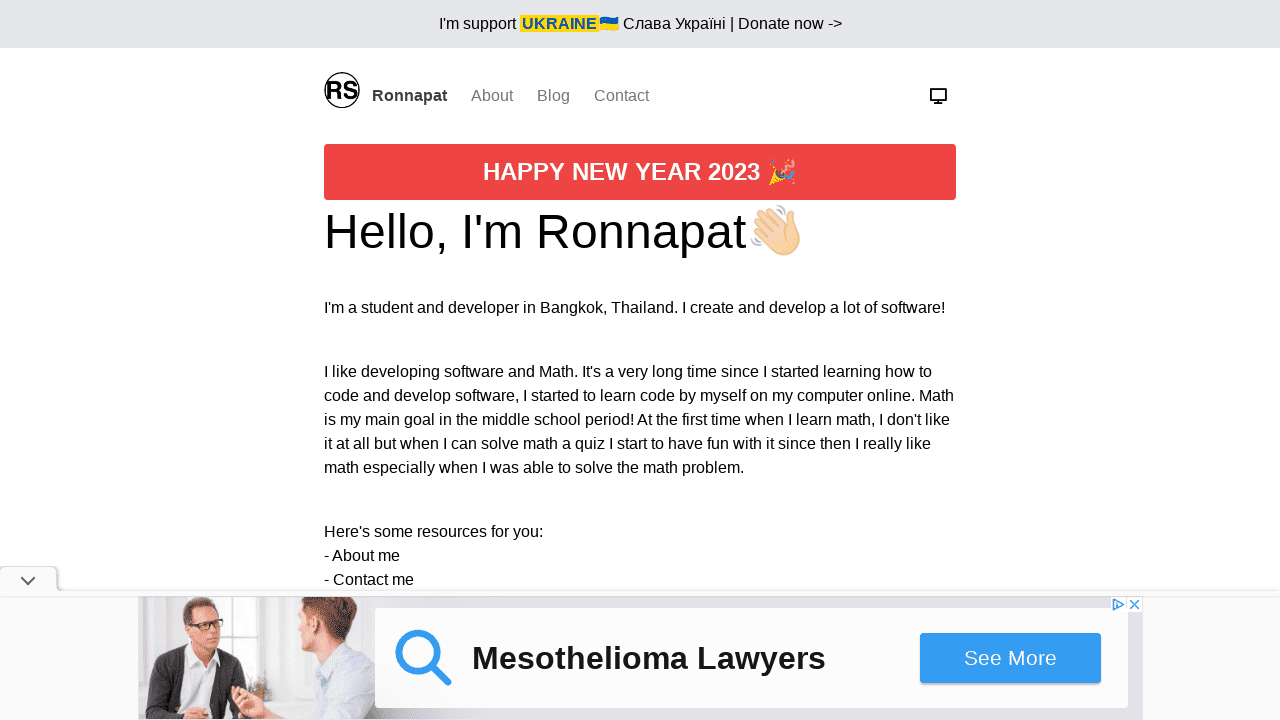 I'm support UKRAINE🇺🇦 Слава Україні | Donate now ->
RS Ronnapat About Blog Contact
HAPPY NEW YEAR 2023 🎉
Hello, I'm Ronnapat👋🏻
I'm a student and developer in Bangkok, Thailand. I create and develop a lot of software!
I like developing software and Math. It's a very long time since I started learning how to
code and develop software, I started to learn code by myself on my computer online. Math
is my main goal in the middle school period! At the first time when I learn math, I don't like
it at all but when I can solve math a quiz I start to have fun with it since then I really like
math especially when I was able to solve the math problem.
Here's some resources for you:
- About me
- Contact me
Mesothelioma Lawyers
See More